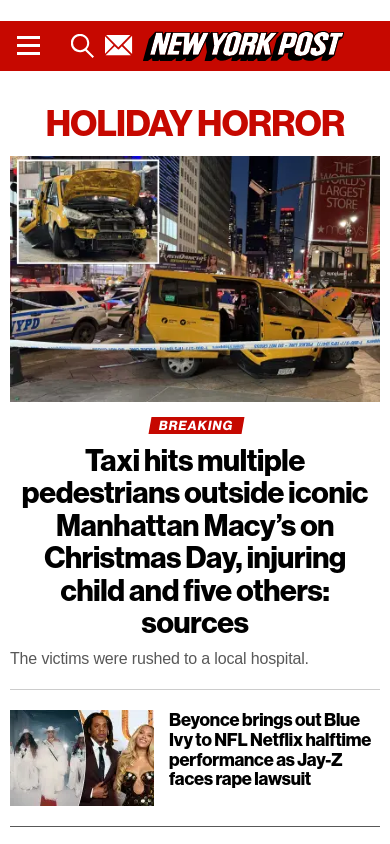 NEW YORK POST
HOLIDAY HORROR
THE
WORLD'S
LARGEST
STORE
macy's
NYPD
T
BREAKING
Taxi hits multiple
pedestrians outside iconic
Manhattan Macy’s on
Christmas Day, injuring
child and five others:
sources
The victims were rushed to a local hospital.
Beyonce brings out Blue
Ivy to NFL Netflix halftime
performance as Jay-Z
faces rape lawsuit